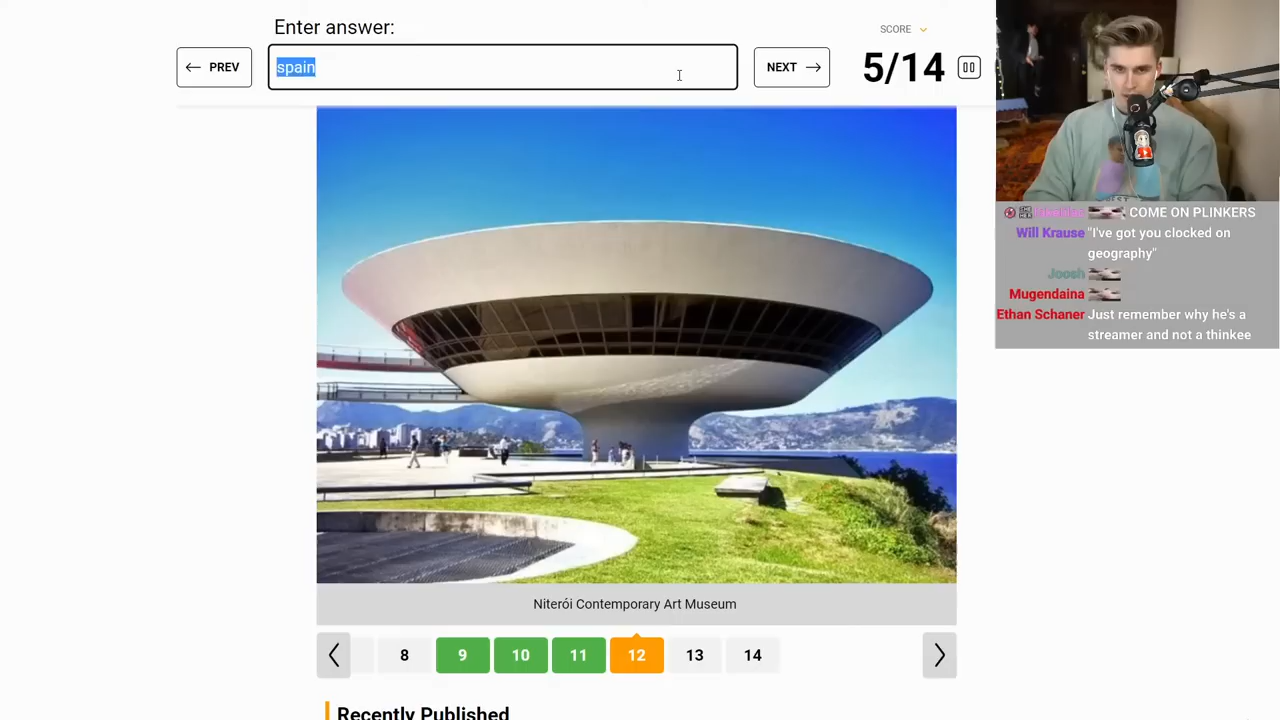 Enter answer:
← PREV
spain
NEXT →
SCORE
5/14
COME ON PLINKERS
Will Krause "I've got you clocked on
geography"
Joosh
Mugendaina
Ethan Schaner Just remember why he's a
streamer and not a thinkee
Niterói Contemporary Art Museum
8 9 10 11 12 13 14
Recently Published